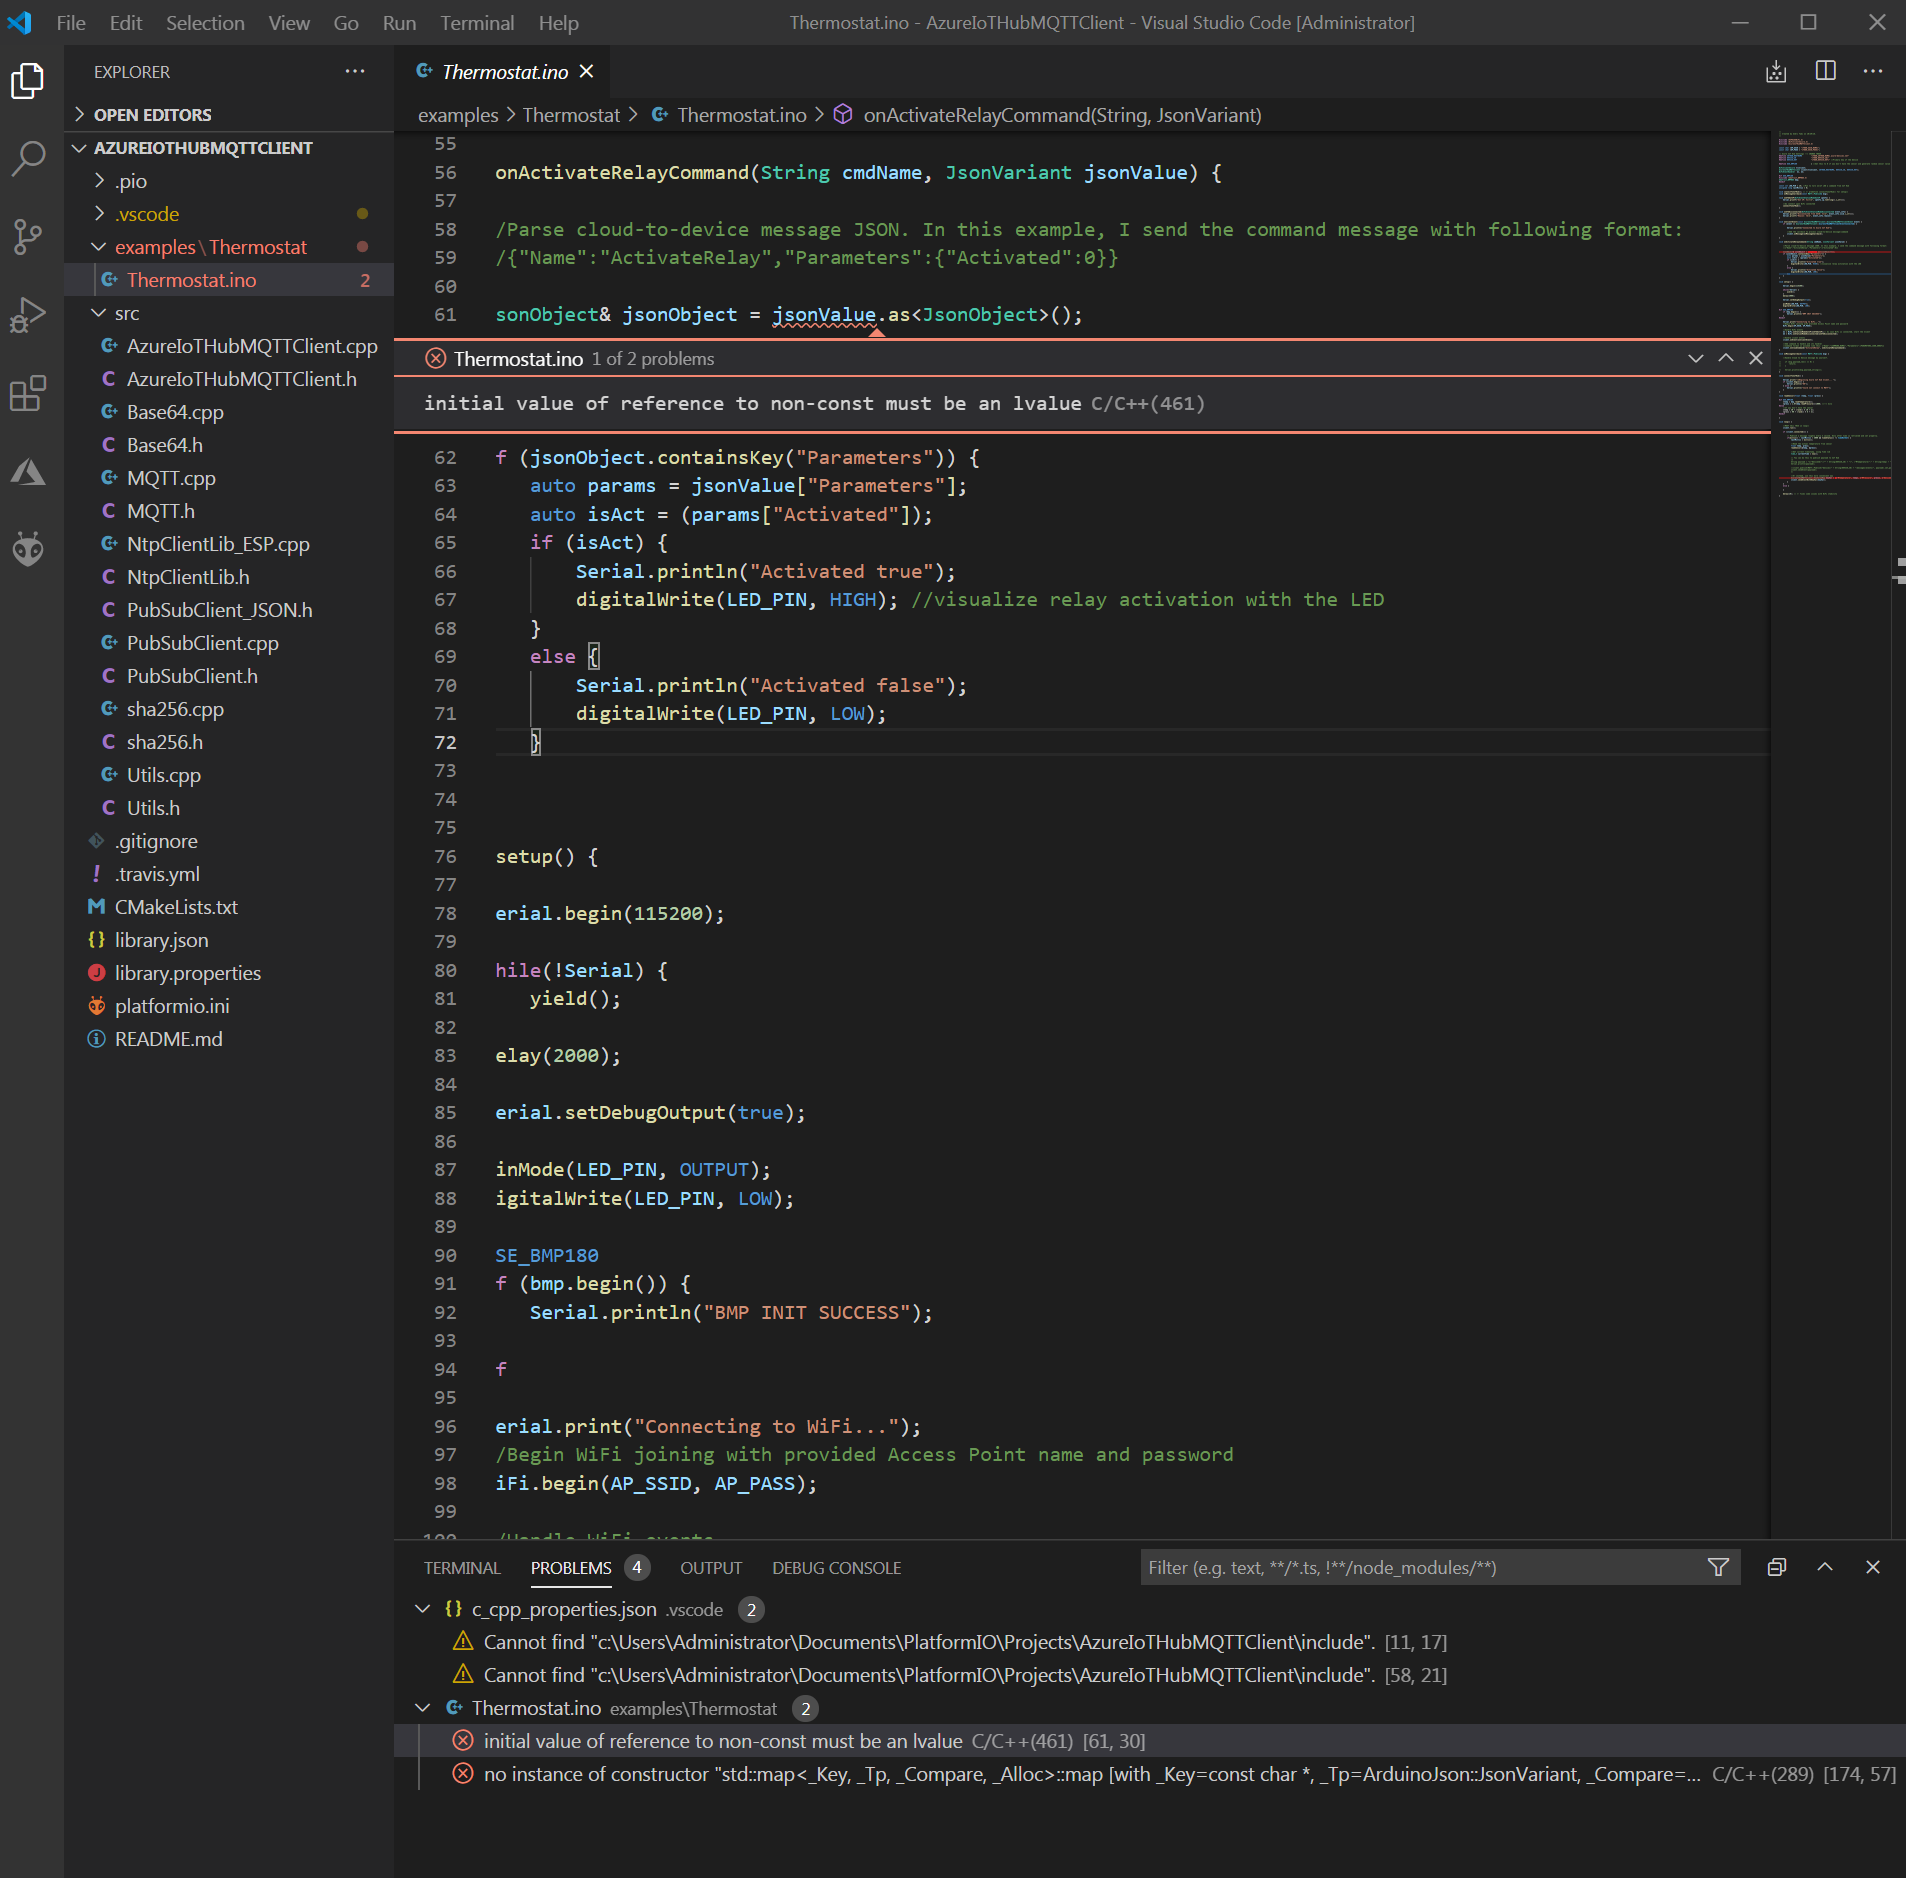 File Edit Selection View Go Run Terminal Help
Thermostat.ino - AzureIoTHubMQTTClient - Visual Studio Code [Administrator]
EXPLORER
OPEN EDITORS
AZUREIOTHUBMQTTCLIENT
.pio
.vscode
examples\Thermostat
Thermostat.ino 2
src
AzureIoTHubMQTTClient.cpp
AzureIoTHubMQTTClient.h
Base64.cpp
Base64.h
MQTT.cpp
MQTT.h
NtpClientLib_ESP.cpp
NtpClientLib.h
PubSubClient_JSON.h
PubSubClient.cpp
PubSubClient.h
sha256.cpp
sha256.h
Utils.cpp
Utils.h
.gitignore
.travis.yml
CMakeLists.txt
library.json
library.properties
platformio.ini
README.md
Thermostat.ino
examples > Thermostat > Thermostat.ino > onActivateRelayCommand(String, JsonVariant)
55
56 onActivateRelayCommand(String cmdName, JsonVariant jsonValue) {
57
58 /Parse cloud-to-device message JSON. In this example, I send the command message with following format:
59 /{"Name":"ActivateRelay","Parameters":{"Activated":0}}
60
61 sonObject& jsonObject = jsonValue.as<JsonObject>();
Thermostat.ino 1 of 2 problems
initial value of reference to non-const must be an lvalue C/C++(461)
62 f (jsonObject.containsKey("Parameters")) {
63 auto params = jsonValue["Parameters"];
64 auto isAct = (params["Activated"]);
65 if (isAct) {
66 Serial.println("Activated true");
67 digitalWrite(LED_PIN, HIGH); //visualize relay activation with the LED
68 }
69 else {
70 Serial.println("Activated false");
71 digitalWrite(LED_PIN, LOW);
72 }
73
74
75
76 setup() {
77
78 erial.begin(115200);
79
80 hile(!Serial) {
81 yield();
82
83 elay(2000);
84
85 erial.setDebugOutput(true);
86
87 inMode(LED_PIN, OUTPUT);
88 igitalWrite(LED_PIN, LOW);
89
90 SE_BMP180
91 f (bmp.begin()) {
92 Serial.println("BMP INIT SUCCESS");
93
94 f
95
96 erial.print("Connecting to WiFi...");
97 /Begin WiFi joining with provided Access Point name and password
98 iFi.begin(AP_SSID, AP_PASS);
99
100 /Handle WiFi events
TERMINAL PROBLEMS 4 OUTPUT DEBUG CONSOLE Filter (e.g. text, **/*.ts, !**/node_modules/**)
c_cpp_properties.json .vscode 2
Cannot find "c:\Users\Administrator\Documents\PlatformIO\Projects\AzureIoTHubMQTTClient\include". [11, 17]
Cannot find "c:\Users\Administrator\Documents\PlatformIO\Projects\AzureIoTHubMQTTClient\include". [58, 21]
Thermostat.ino examples\Thermostat 2
initial value of reference to non-const must be an lvalue C/C++(461) [61, 30]
no instance of constructor "std::map<_Key, _Tp, _Compare, _Alloc>::map [with _Key=const char *, _Tp=ArduinoJson::JsonVariant, _Compare=... C/C++(289) [174, 57]